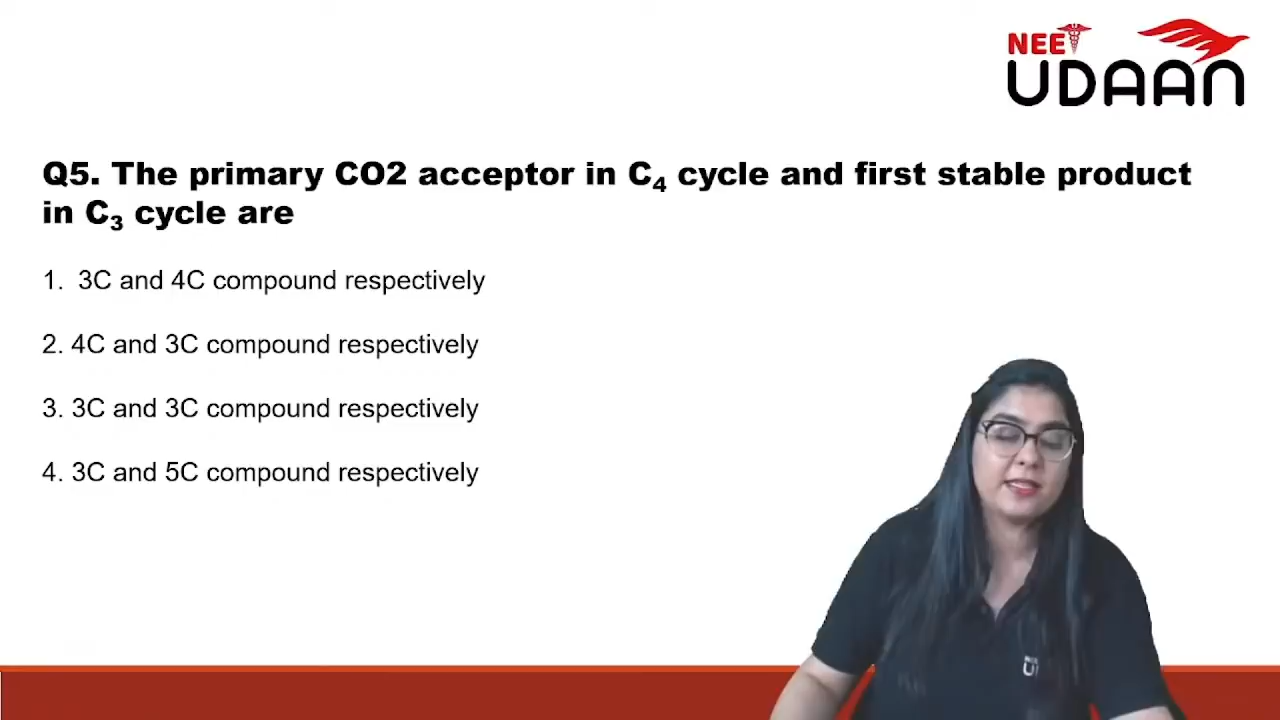 NEET
UDAAN
Q5. The primary CO2 acceptor in C₄ cycle and first stable product
in C₃ cycle are
1. 3C and 4C compound respectively
2. 4C and 3C compound respectively
3. 3C and 3C compound respectively
4. 3C and 5C compound respectively